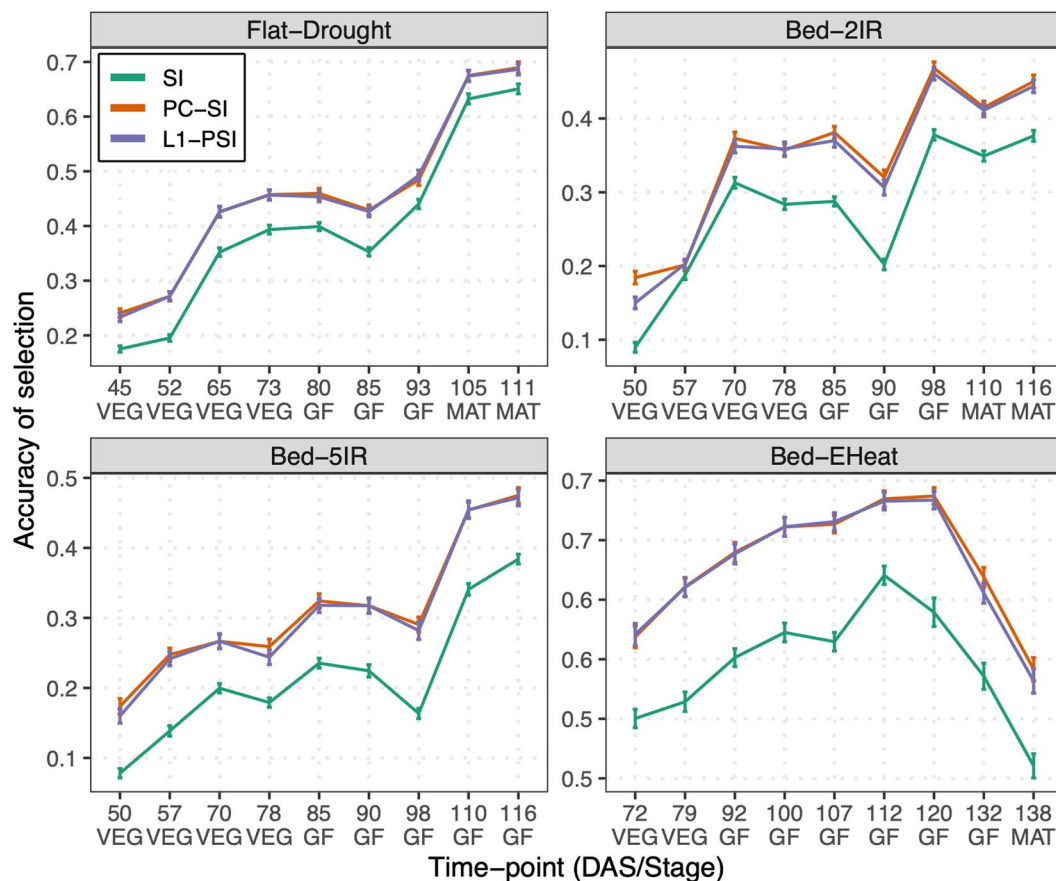 Flat−Drought
SI
PC−SI
L1−PSI
0.7
0.6
0.5
0.4
0.3
0.2
45 52 65 73 80 85 93 105 111
VEG VEG VEG VEG GF GF GF MAT MAT
Bed−2IR
0.4
0.3
0.2
0.1
50 57 70 78 85 90 98 110 116
VEG VEG VEG VEG GF GF GF MAT MAT
Accuracy of selection
Bed−5IR
0.5
0.4
0.3
0.2
0.1
50 57 70 78 85 90 98 110 116
VEG VEG VEG VEG GF GF GF GF GF
Bed−EHeat
0.7
0.7
0.6
0.6
0.5
0.5
72 79 92 100 107 112 120 132 138
VEG VEG GF GF GF GF GF GF MAT
Time−point (DAS/Stage)